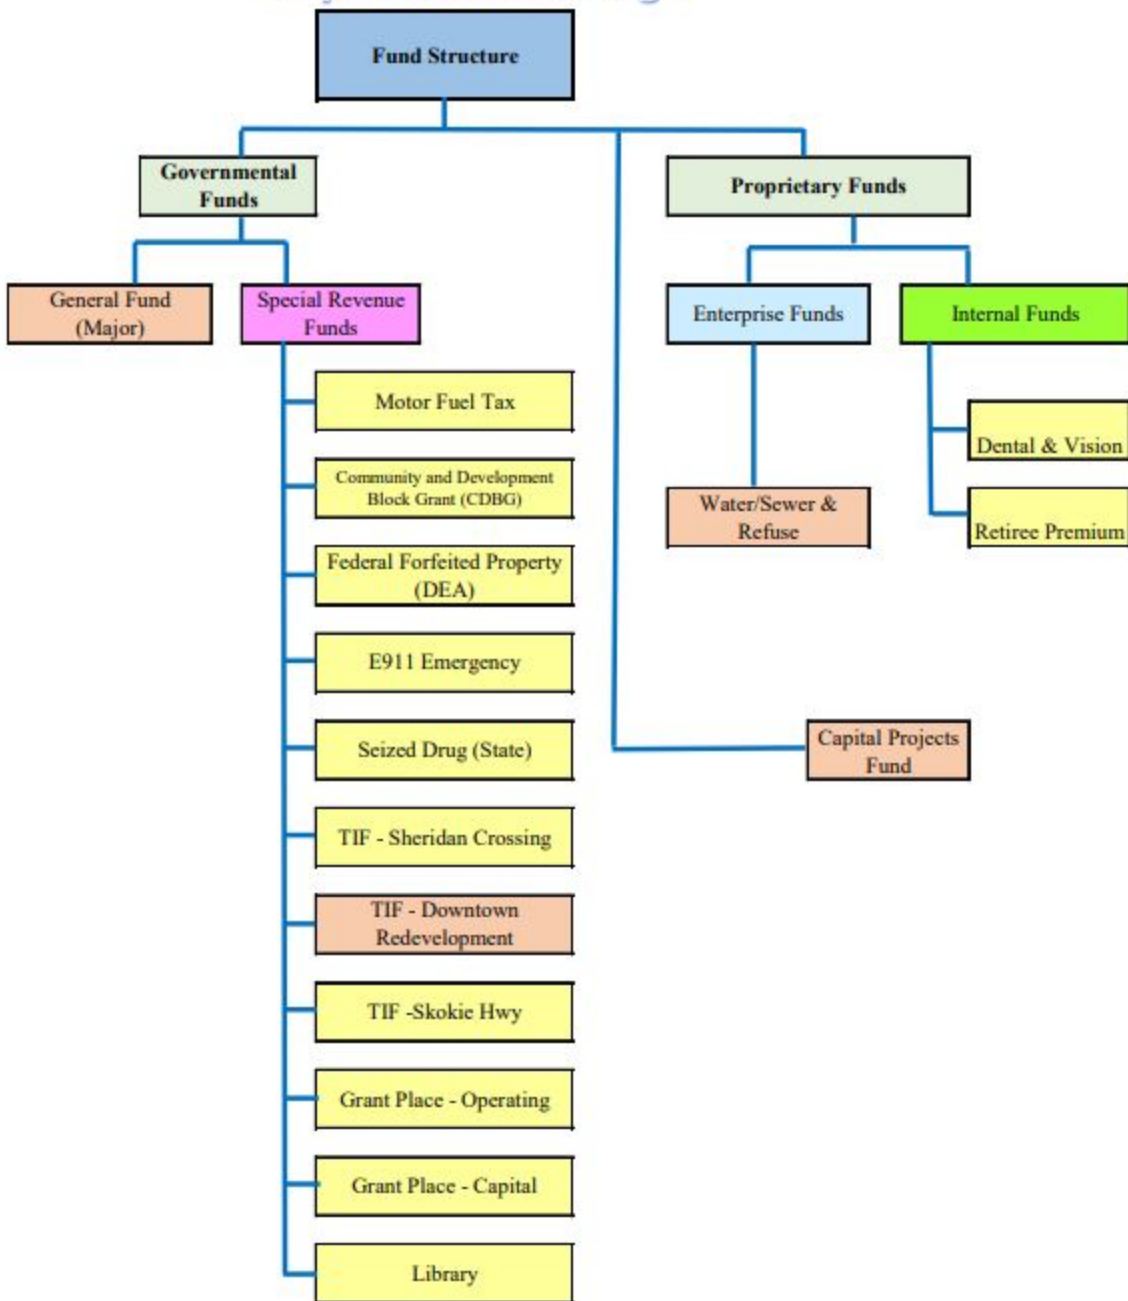 Fund Structure
Governmental
Funds
Proprietary Funds
General Fund
(Major)
Special Revenue
Funds
Enterprise Funds
Internal Funds
Motor Fuel Tax
Community and Development
Block Grant (CDBG)
Federal Forfeited Property
(DEA)
E911 Emergency
Seized Drug (State)
TIF - Sheridan Crossing
TIF - Downtown
Redevelopment
TIF -Skokie Hwy
Grant Place - Operating
Grant Place - Capital
Library
Water/Sewer &
Refuse
Dental & Vision
Retiree Premium
Capital Projects
Fund